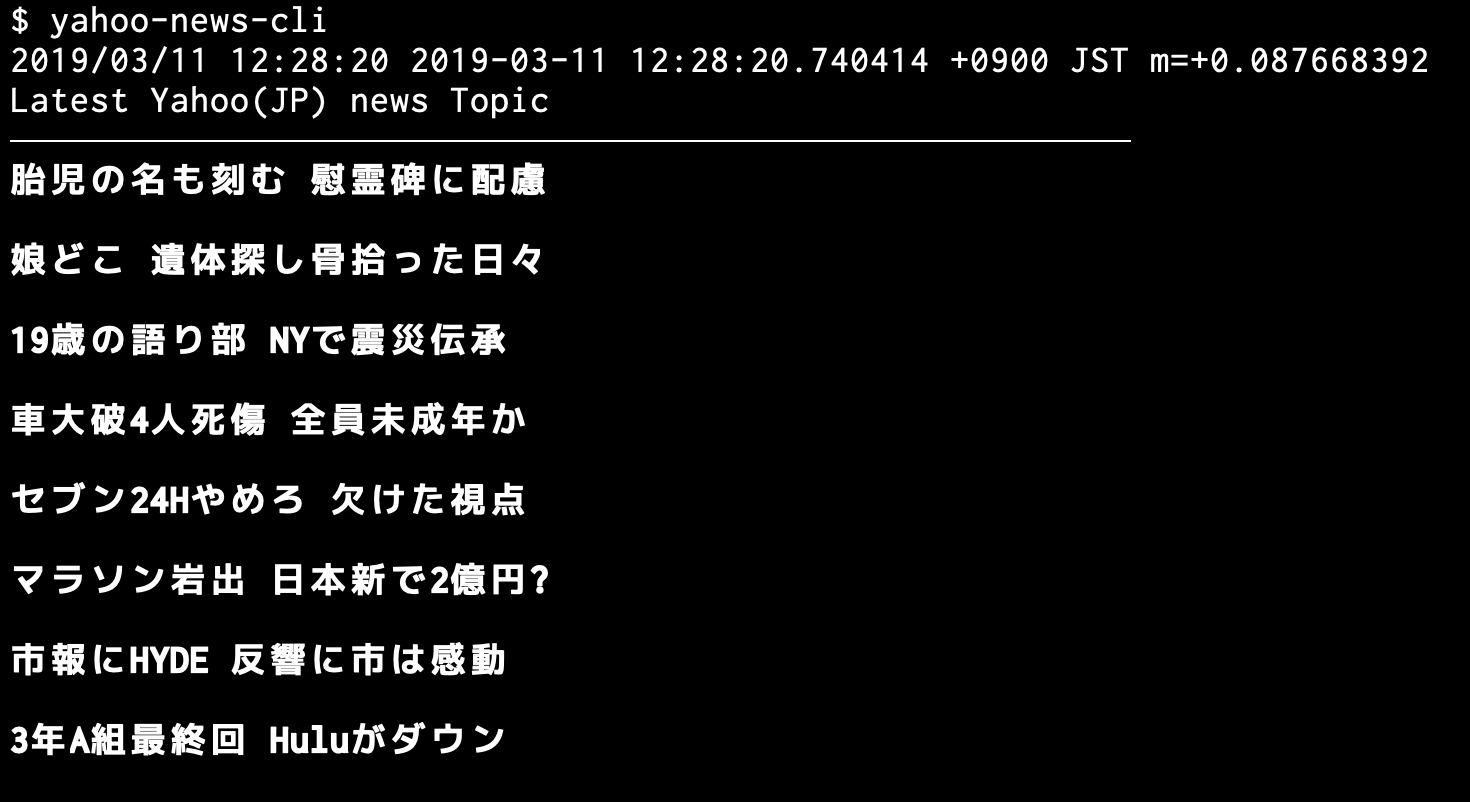 $ yahoo-news-cli
2019/03/11 12:28:20 2019-03-11 12:28:20.740414 +0900 JST m=+0.087668392
Latest Yahoo(JP) news Topic
胎児の名も刻む 慰霊碑に配慮
娘どこ 遺体探し骨拾った日々
19歳の語り部 NYで震災伝承
車大破4人死傷 全員未成年か
セブン24Hやめろ 欠けた視点
マラソン岩出 日本新で2億円?
市報にHYDE 反響に市は感動
3年A組最終回 Huluがダウン